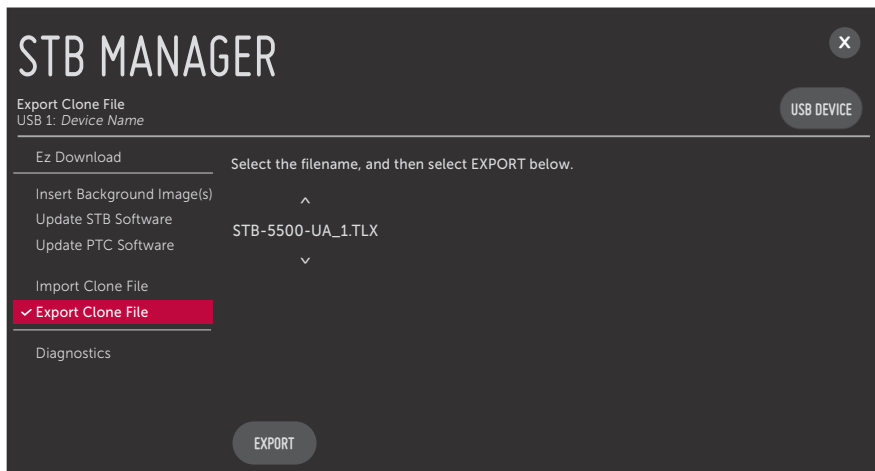 STB MANAGER
X
Export Clone File
USB 1: Device Name
USB DEVICE
Ez Download
Insert Background Image(s)
Update STB Software
Update PTC Software
Import Clone File
Export Clone File
Diagnostics
Select the filename, and then select EXPORT below.
STB-5500-UA_1.TLX
EXPORT